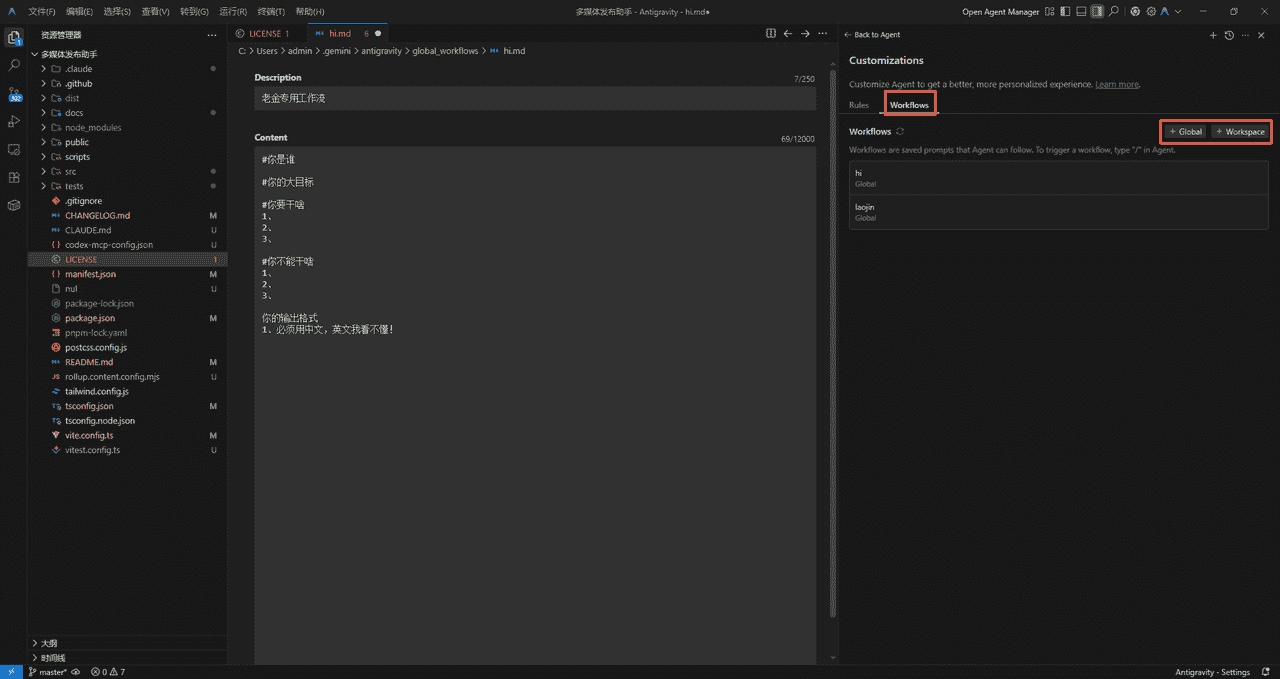 文件(F) 编辑(E) 选择(S) 查看(V) 转到(G) 运行(R) 终端(T) 帮助(H)
多媒体发布助手 - Antigravity - hi.md●
Open Agent Manager
1
302
资源管理器
多媒体发布助手
.claude
.github
dist
docs
node_modules
public
scripts
src
tests
.gitignore
CHANGELOG.md M
CLAUDE.md U
codex-mcp-config.json U
LICENSE 1
manifest.json M
nul U
package-lock.json
package.json M
pnpm-lock.yaml
postcss.config.js
README.md M
rollup.content.config.mjs U
tailwind.config.js
tsconfig.json M
tsconfig.node.json
vite.config.ts M
vitest.config.ts U
大纲
时间线
LICENSE 1
hi.md 6 ●
C: > Users > admin > .gemini > antigravity > global_workflows > hi.md
Description 7/250
老金专用工作流
Content 69/12000
#你是谁
#你的大目标
#你要干啥
1、
2、
3、
#你不能干啥
1、
2、
3、
你的输出格式
1、必须用中文，英文我看不懂！
← Back to Agent
Customizations
Customize Agent to get a better, more personalized experience. Learn more.
Rules Workflows
Workflows
+ Global + Workspace
Workflows are saved prompts that Agent can follow. To trigger a workflow, type "/" in Agent.
hi
Global
laojin
Global
master* 0 7
Antigravity - Settings